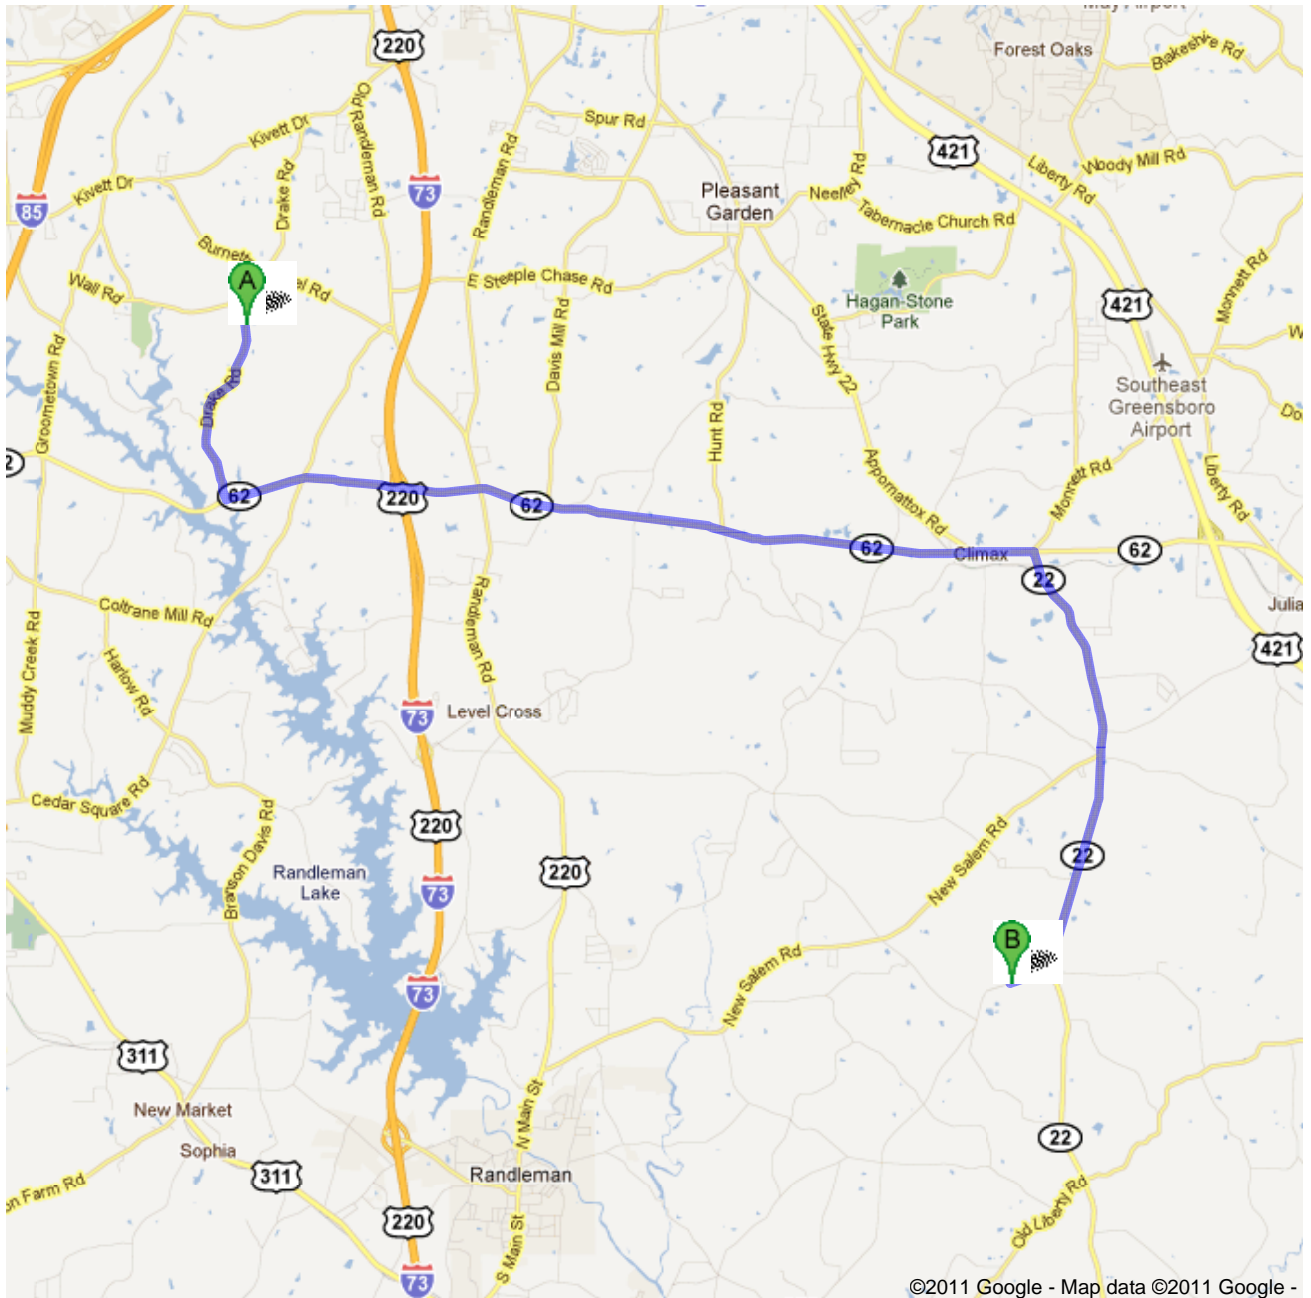 May Airport
220
Forest Oaks
Blakeshire Rd
Old Randleman Rd
Kivett Dr
Spur Rd
421
Woody Mill Rd
Liberty Rd
Drake Rd
Randleman Rd
Kivett Dr
73
85
Pleasant
Garden
Neeley Rd
Tabernacle Church Rd
Monnett Rd
Wall Rd
A
E Steeple Chase Rd
Hagan-Stone
Park
421
State Hwy 22
Davis Mill Rd
Groometown Rd
Drake Rd
Southeast
Greensboro
Airport
Hunt Rd
Appomattox Rd
Monnett Rd
Liberty Rd
2
62
220
62
62
Climax
62
22
Coltrane Mill Rd
Randleman Rd
Julia
Muddy Creek Rd
Harlow Rd
421
73
Level Cross
Cedar Square Rd
220
Branson Davis Rd
Randleman
Lake
73
220
New Salem Rd
22
B
New Salem Rd
73
311
New Market
Sophia
N Main St
22
311
Randleman
on Farm Rd
220
S Main St
Old Liberty Rd
73
©2011 Google - Map data ©2011 Google -